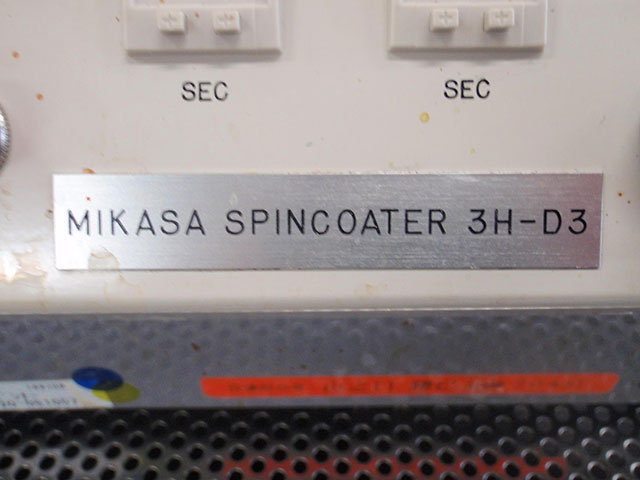 SEC SEC
MIKASA SPINCOATER 3H-D3